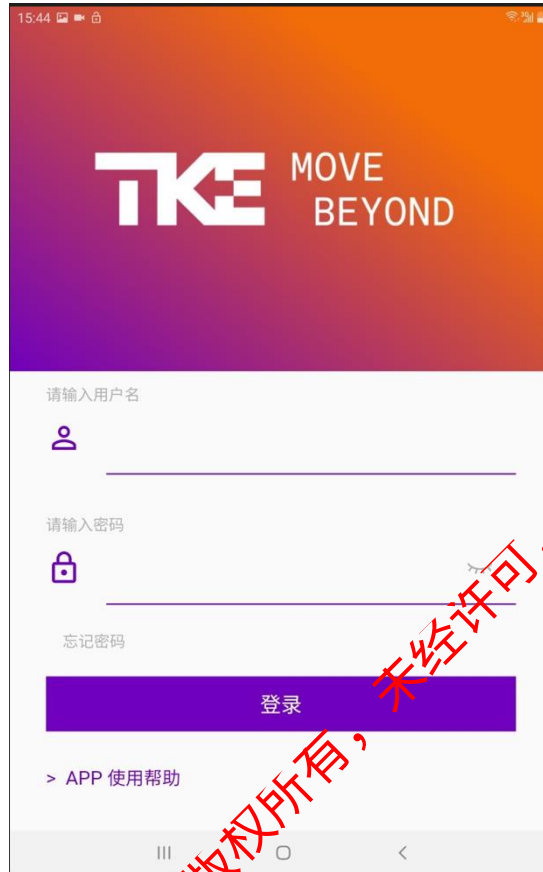 15:44
TKE MOVE
BEYOND
请输入用户名
请输入密码
忘记密码
登录
> APP 使用帮助
版权所有，未经许可，